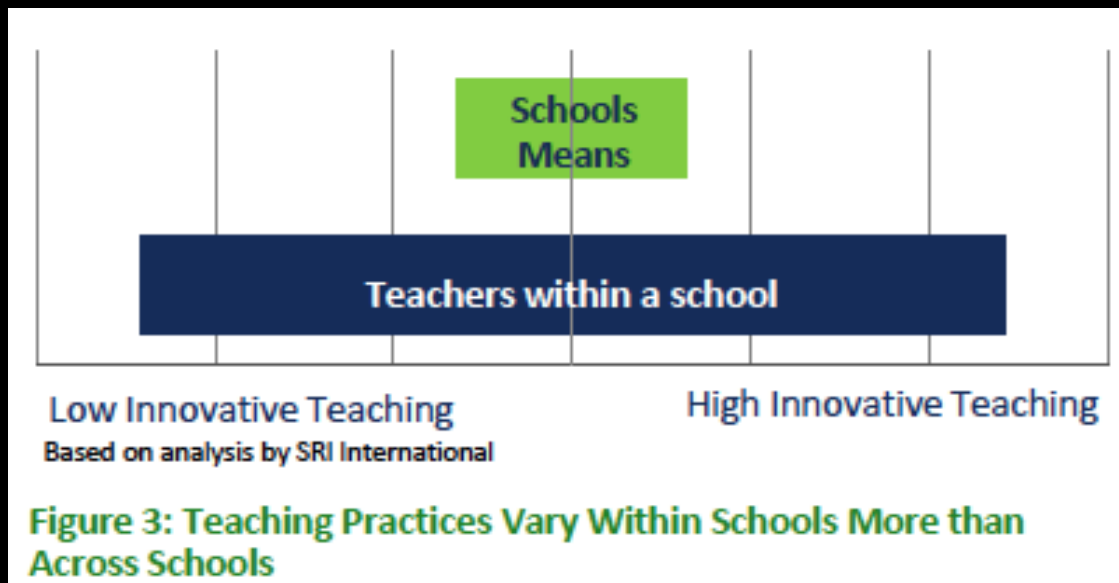 Schools
Means
Teachers within a school
Low Innovative Teaching
High Innovative Teaching
Based on analysis by SRI International
Figure 3: Teaching Practices Vary Within Schools More than
Across Schools